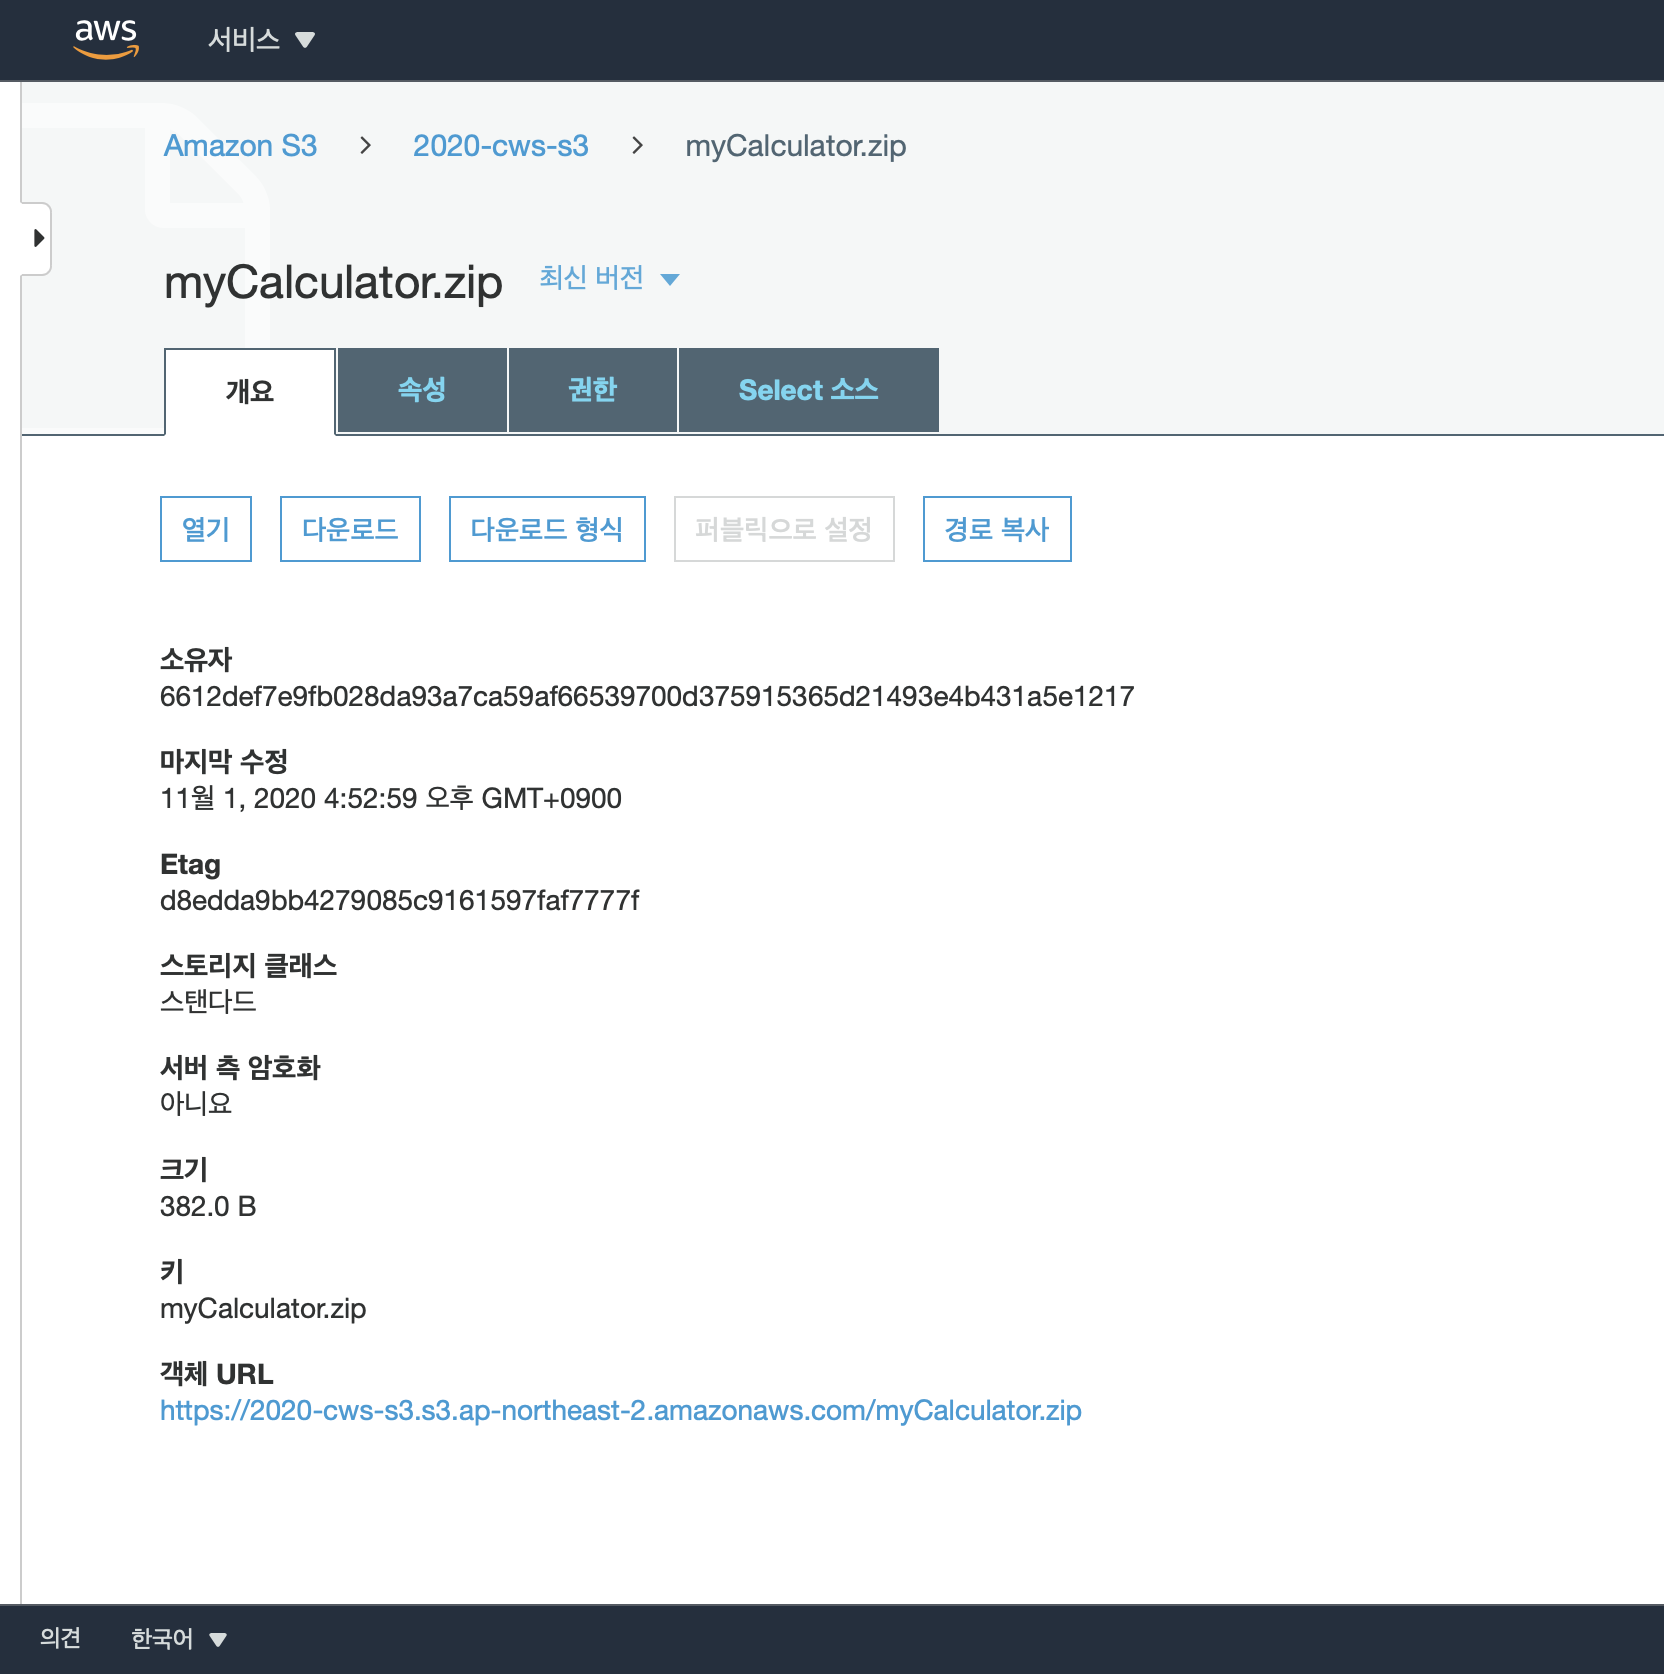 aws 서비스
Amazon S3 > 2020-cws-s3 > myCalculator.zip
myCalculator.zip 최신 버전
개요 속성 권한 Select 소스
열기 다운로드 다운로드 형식 퍼블릭으로 설정 경로 복사
소유자
6612def7e9fb028da93a7ca59af66539700d375915365d21493e4b431a5e1217
마지막 수정
11월 1, 2020 4:52:59 오후 GMT+0900
Etag
d8edda9bb4279085c9161597faf7777f
스토리지 클래스
스탠다드
서버 측 암호화
아니요
크기
382.0 B
키
myCalculator.zip
객체 URL
https://2020-cws-s3.s3.ap-northeast-2.amazonaws.com/myCalculator.zip
의견 한국어